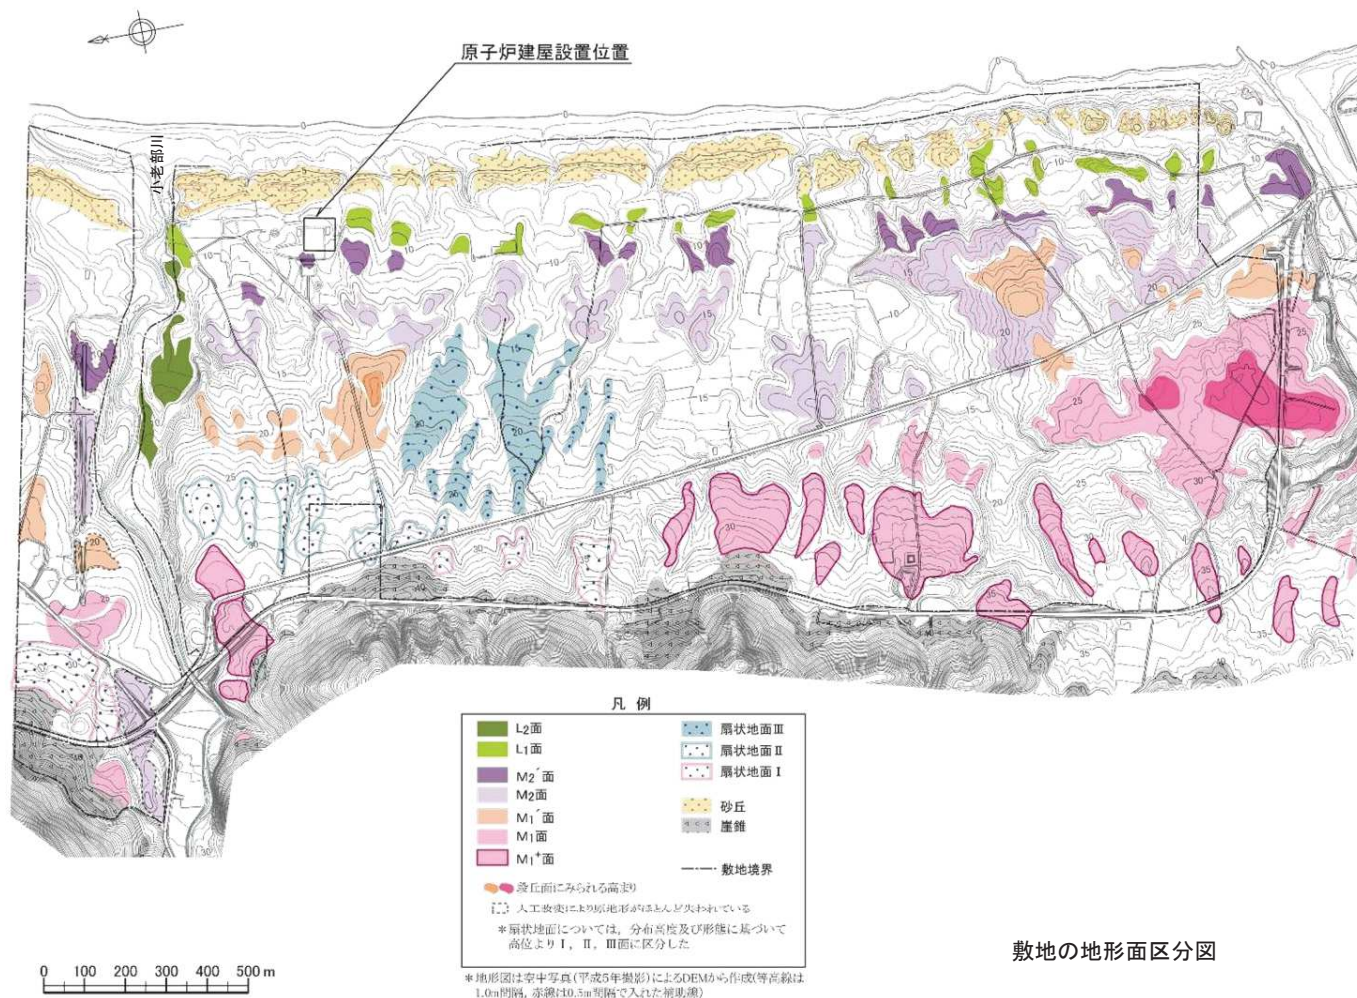 原子炉建屋設置位置
小老部川
凡 例
L2面
L1面
M2´面
M2面
M1´面
M1面
M1+面
段丘面にみられる高まり
人工改変により原地形がほとんど失われている
*扇状地面については，分布高度及び形態に基づいて
高位よりⅠ，Ⅱ，Ⅲ面に区分した
扇状地面Ⅲ
扇状地面Ⅱ
扇状地面Ⅰ
砂丘
崖錐
敷地境界
*地形図は空中写真(平成5年撮影)によるDEMから作成(等高線は
1.0m間隔，赤線は0.5m間隔で入れた補助線)
0 100 200 300 400 500 m
敷地の地形面区分図